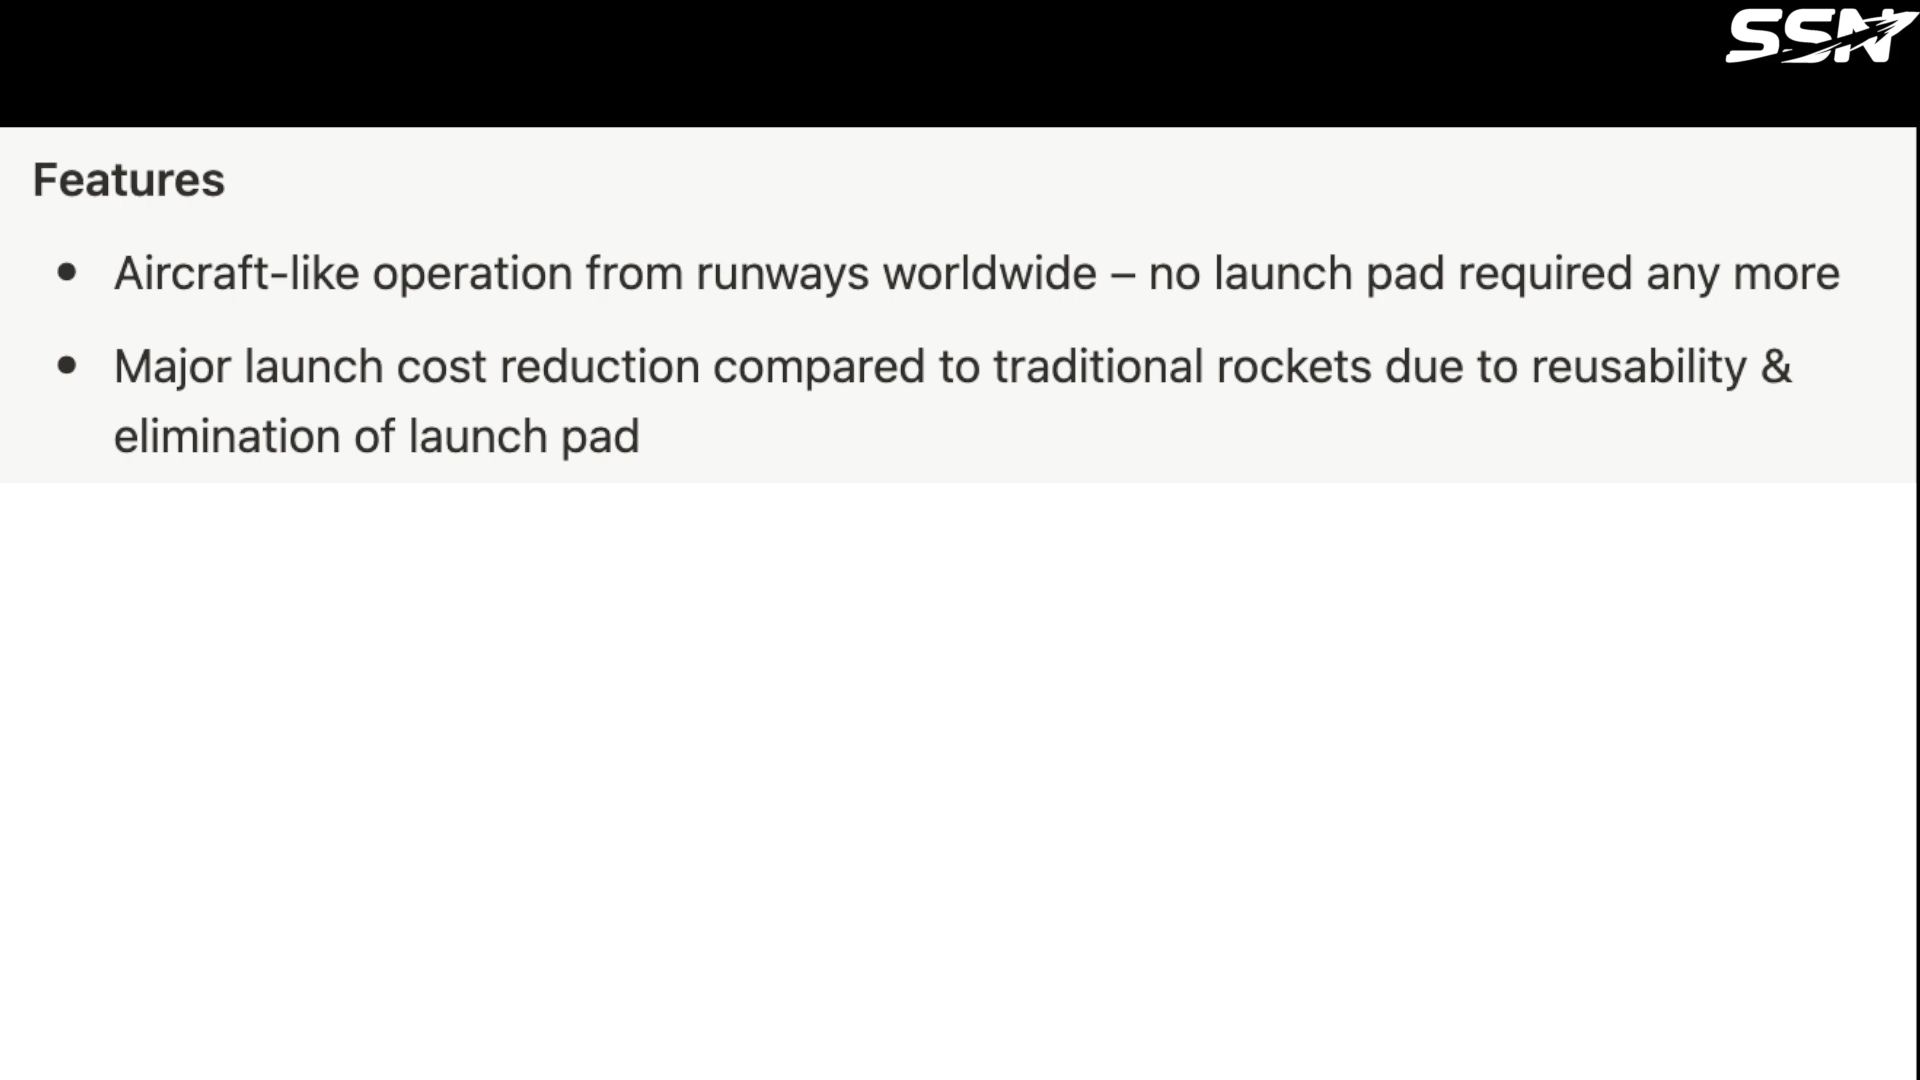 SSN
Features
• Aircraft-like operation from runways worldwide – no launch pad required any more
• Major launch cost reduction compared to traditional rockets due to reusability &
elimination of launch pad